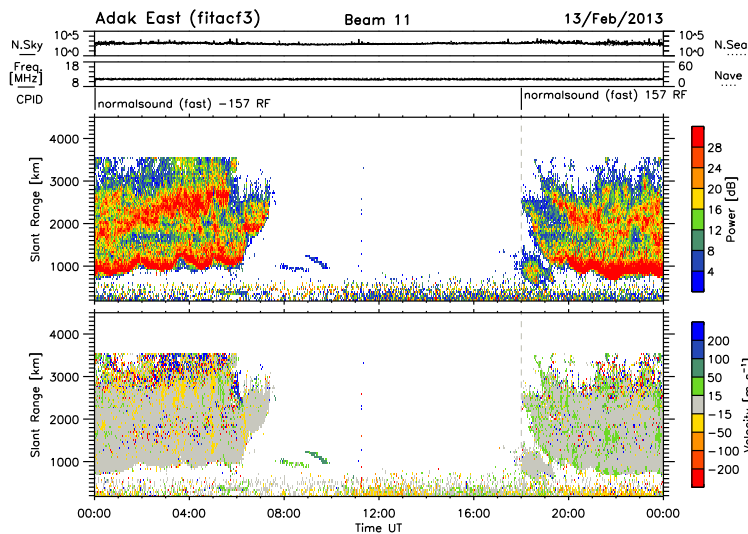 Adak East (fitacf3)
Beam 11
13/Feb/2013
N.Sky
10^5
10^0
10^5
10^0
N.Sea
Freq.
[MHz]
18
8
60
0
Nave
CPID
normalsound (fast) -157 RF
normalsound (fast) 157 RF
Slant Range [km]
4000
3000
2000
1000
28
24
20
16
12
8
4
Power [dB]
Slant Range [km]
4000
3000
2000
1000
200
100
50
15
-15
-50
-100
-200
Velocity [m s^-1]
00:00
04:00
08:00
12:00
16:00
20:00
00:00
Time UT